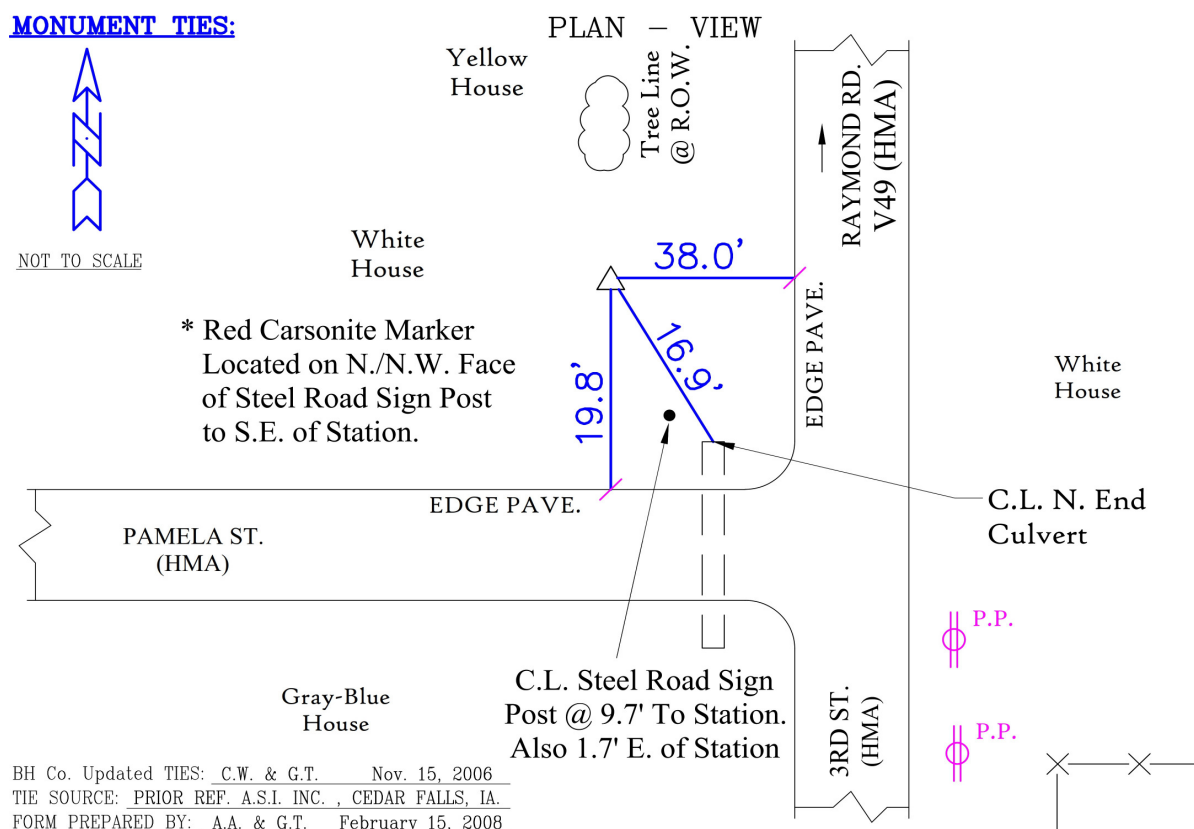 MONUMENT TIES:
PLAN – VIEW
Yellow
House
Tree Line
@ R.O.W.
RAYMOND RD.
V49 (HMA)
N
NOT TO SCALE
White
House
38.0'
* Red Carsonite Marker
Located on N./N.W. Face
of Steel Road Sign Post
to S.E. of Station.
19.8'
16.9'
EDGE PAVE.
White
House
EDGE PAVE.
C.L. N. End
Culvert
PAMELA ST.
(HMA)
P.P.
P.P.
Gray-Blue
House
C.L. Steel Road Sign
Post @ 9.7' To Station.
Also 1.7' E. of Station
3RD ST.
(HMA)
BH Co. Updated TIES: C.W. & G.T. Nov. 15, 2006
TIE SOURCE: PRIOR REF. A.S.I. INC. , CEDAR FALLS, IA.
FORM PREPARED BY: A.A. & G.T. February 15, 2008